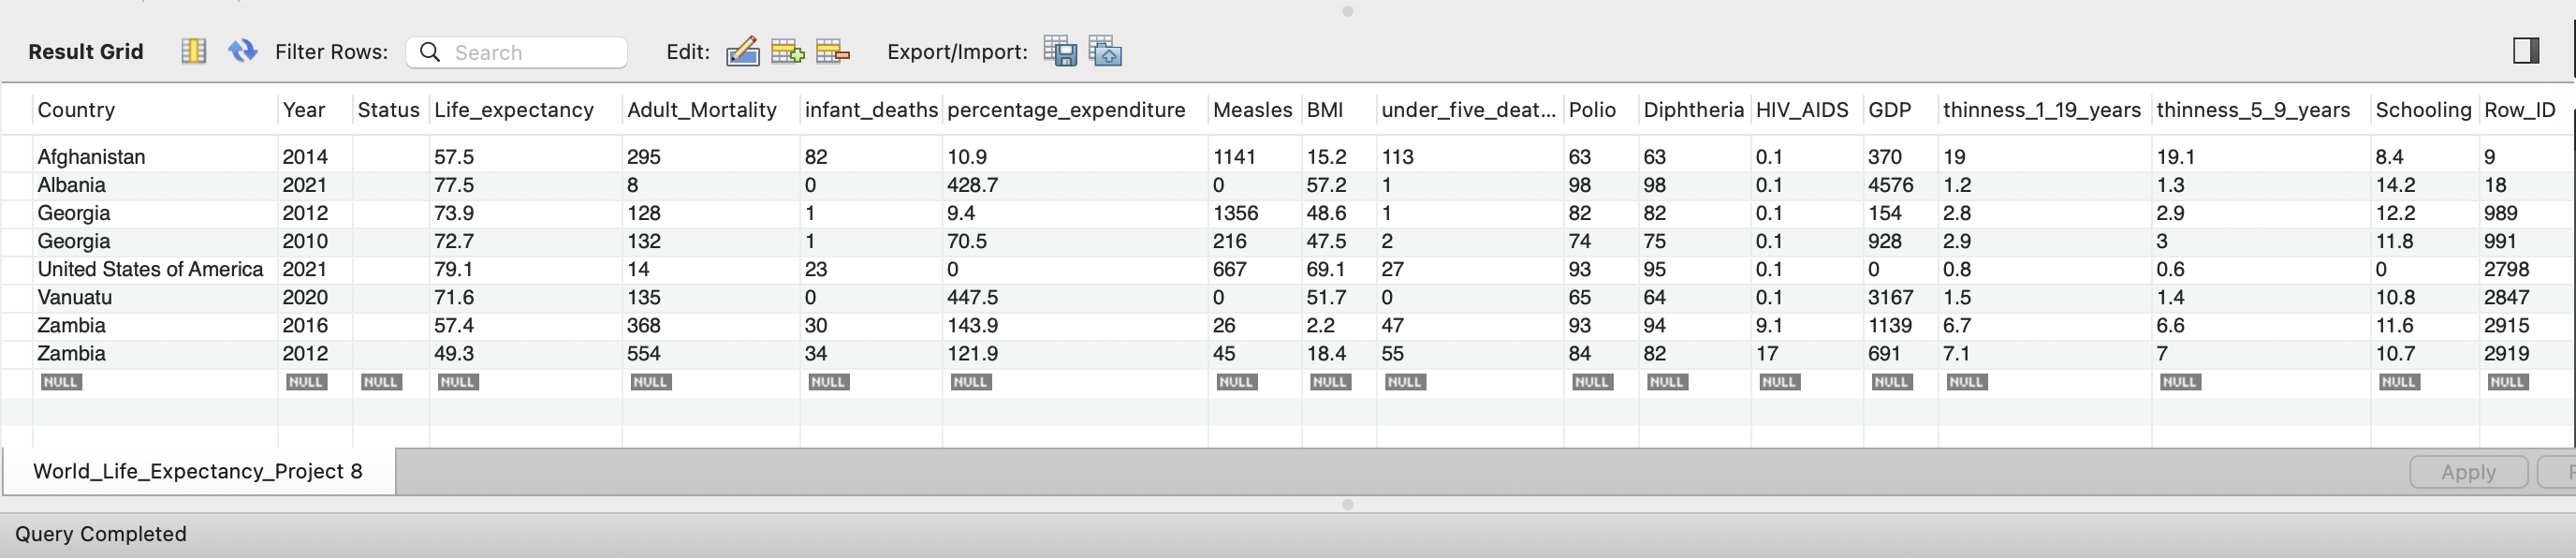 Result Grid Filter Rows: Search Edit: Export/Import:
Country Year Status Life_expectancy Adult_Mortality infant_deaths percentage_expenditure Measles BMI under_five_deat... Polio Diphtheria HIV_AIDS GDP thinness_1_19_years thinness_5_9_years Schooling Row_ID
Afghanistan 2014 57.5 295 82 10.9 1141 15.2 113 63 63 0.1 370 19 19.1 8.4 9
Albania 2021 77.5 8 0 428.7 0 57.2 1 98 98 0.1 4576 1.2 1.3 14.2 18
Georgia 2012 73.9 128 1 9.4 1356 48.6 1 82 82 0.1 154 2.8 2.9 12.2 989
Georgia 2010 72.7 132 1 70.5 216 47.5 2 74 75 0.1 928 2.9 3 11.8 991
United States of America 2021 79.1 14 23 0 667 69.1 27 93 95 0.1 0 0.8 0.6 0 2798
Vanuatu 2020 71.6 135 0 447.5 0 51.7 0 65 64 0.1 3167 1.5 1.4 10.8 2847
Zambia 2016 57.4 368 30 143.9 26 2.2 47 93 94 9.1 1139 6.7 6.6 11.6 2915
Zambia 2012 49.3 554 34 121.9 45 18.4 55 84 82 17 691 7.1 7 10.7 2919
NULL NULL NULL NULL NULL NULL NULL NULL NULL NULL NULL NULL NULL NULL NULL NULL NULL NULL
World_Life_Expectancy_Project 8 Apply
Query Completed